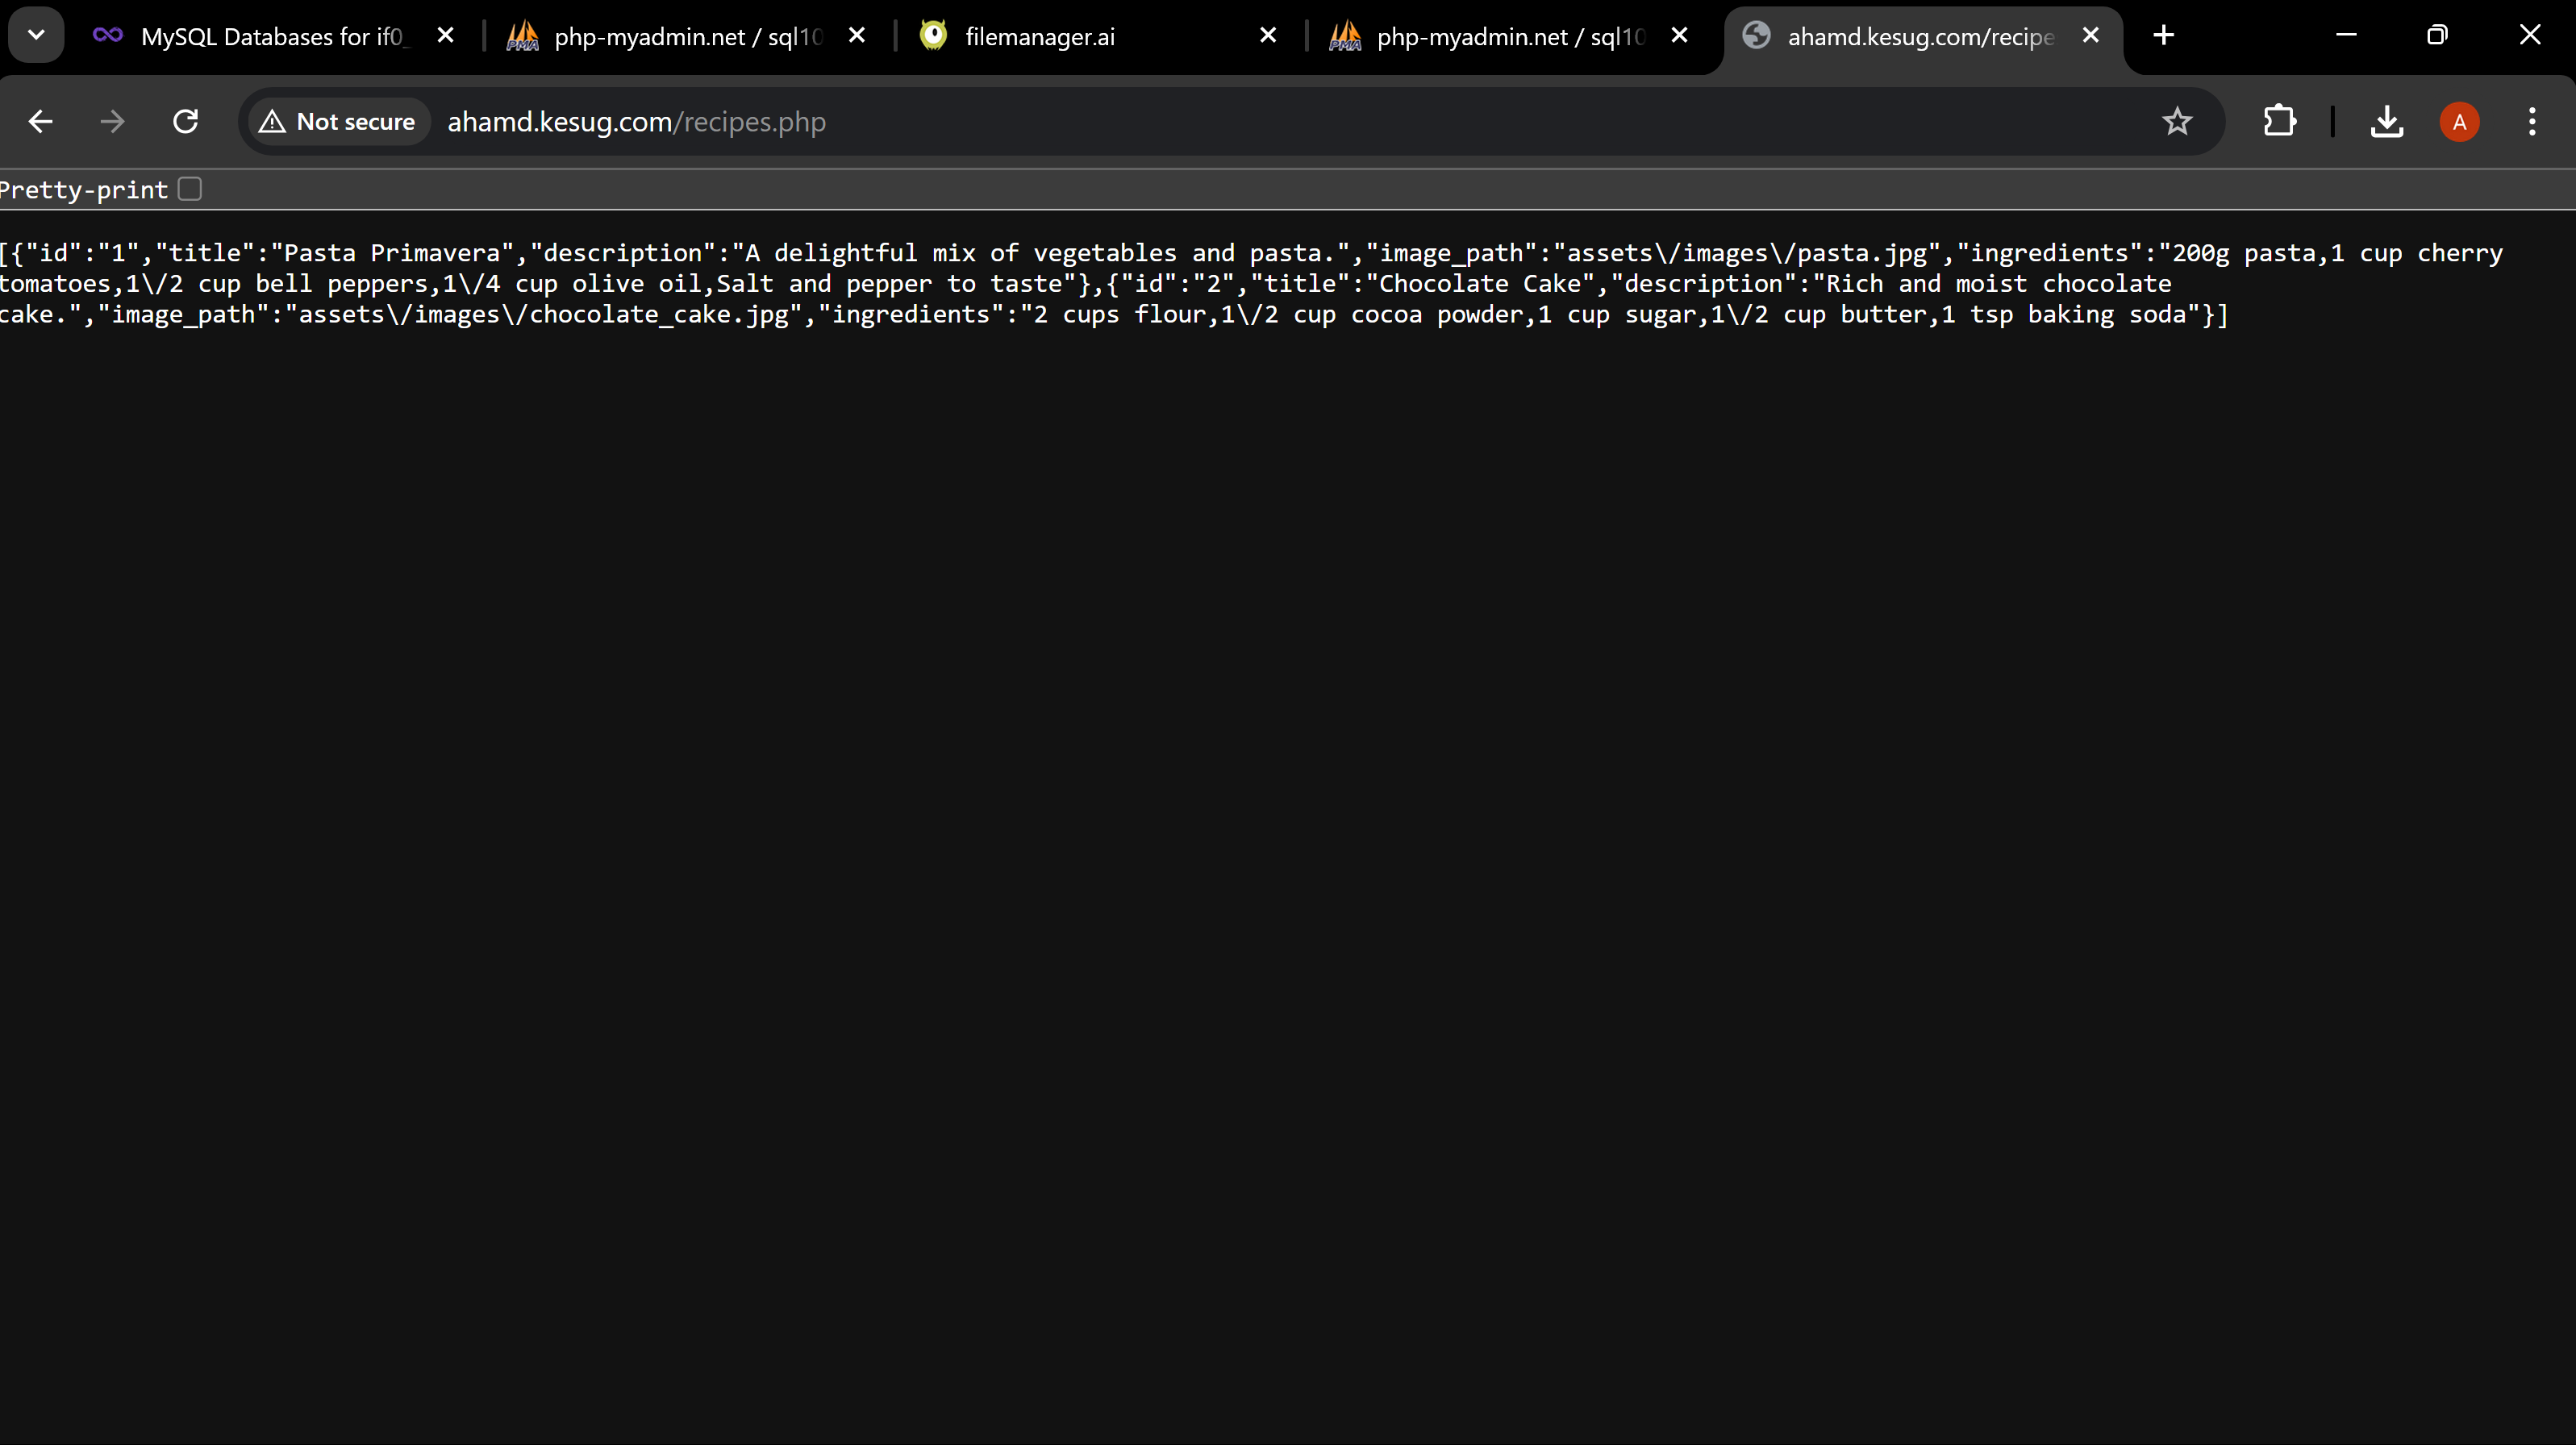 MySQL Databases for if0_
php-myadmin.net / sql10
filemanager.ai
php-myadmin.net / sql10
ahamd.kesug.com/recipe
Not secure
ahamd.kesug.com/recipes.php
A
Pretty-print
[{"id":"1","title":"Pasta Primavera","description":"A delightful mix of vegetables and pasta.","image_path":"assets\/images\/pasta.jpg","ingredients":"200g pasta,1 cup cherry
tomatoes,1\/2 cup bell peppers,1\/4 cup olive oil,Salt and pepper to taste"},{"id":"2","title":"Chocolate Cake","description":"Rich and moist chocolate
cake.","image_path":"assets\/images\/chocolate_cake.jpg","ingredients":"2 cups flour,1\/2 cup cocoa powder,1 cup sugar,1\/2 cup butter,1 tsp baking soda"}]